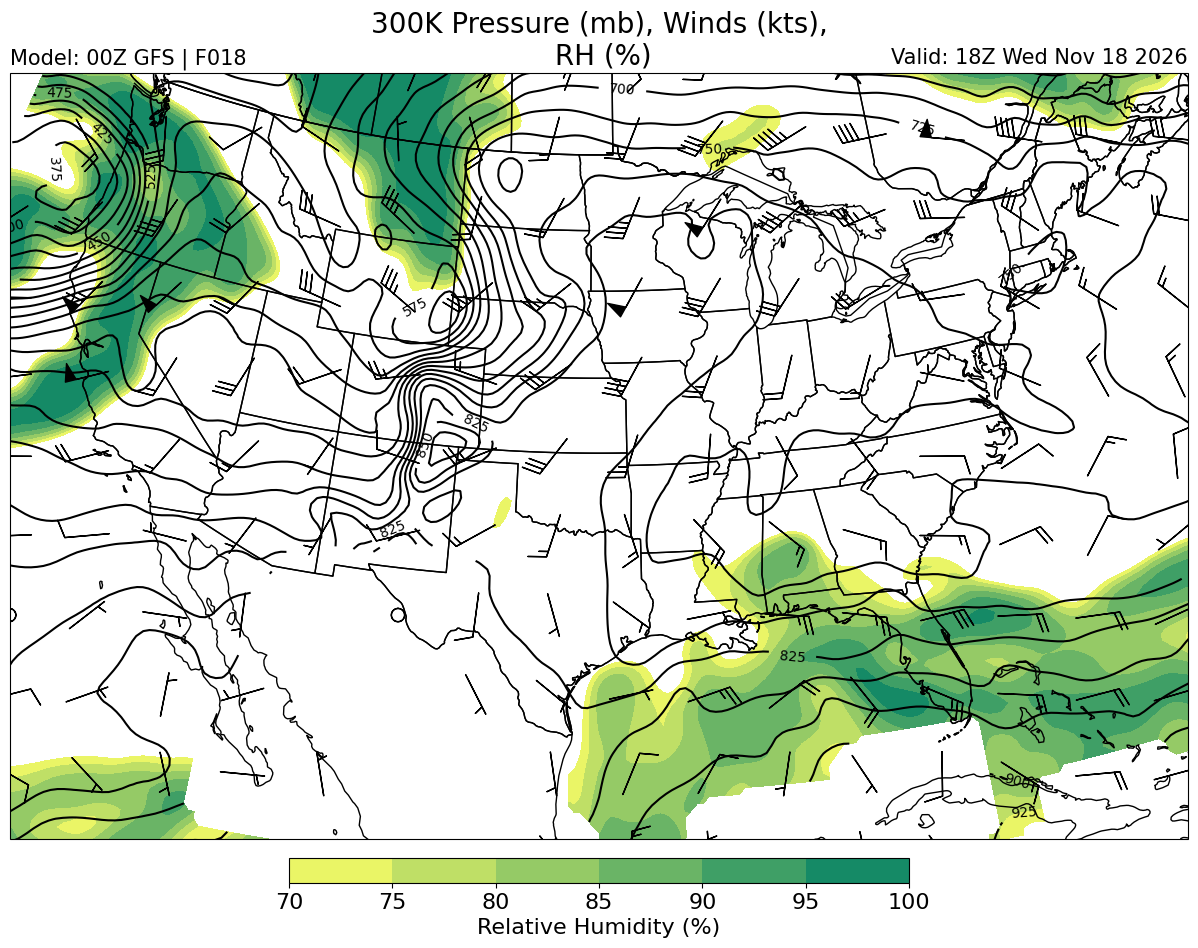 300K Pressure (mb), Winds (kts),
RH (%)
Model: 00Z GFS | F018
Valid: 18Z Wed Nov 18 2026
475
700
425
725
750
375
525
450
575
825
850
825
825
900
925
70 75 80 85 90 95 100
Relative Humidity (%)